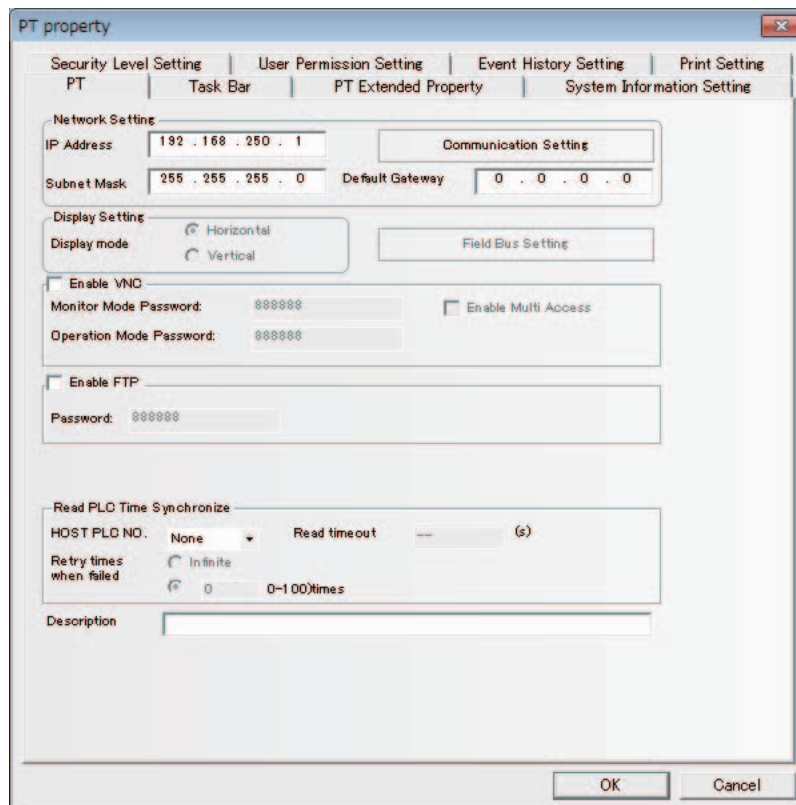 PT property
Security Level Setting User Permission Setting Event History Setting Print Setting
PT Task Bar PT Extended Property System Information Setting
Network Setting
IP Address 192 . 168 . 250 . 1 Communication Setting
Subnet Mask 255 . 255 . 255 . 0 Default Gateway 0 . 0 . 0 . 0
Display Setting
Display mode Horizontal
Vertical
Field Bus Setting
Enable VNC
Monitor Mode Password: 888888 Enable Multi Access
Operation Mode Password: 888888
Enable FTP
Password: 888888
Read PLC Time Synchronize
HOST PLC NO. None Read timeout -- (s)
Retry times when failed
Infinite
0 0-100)times
Description
OK Cancel